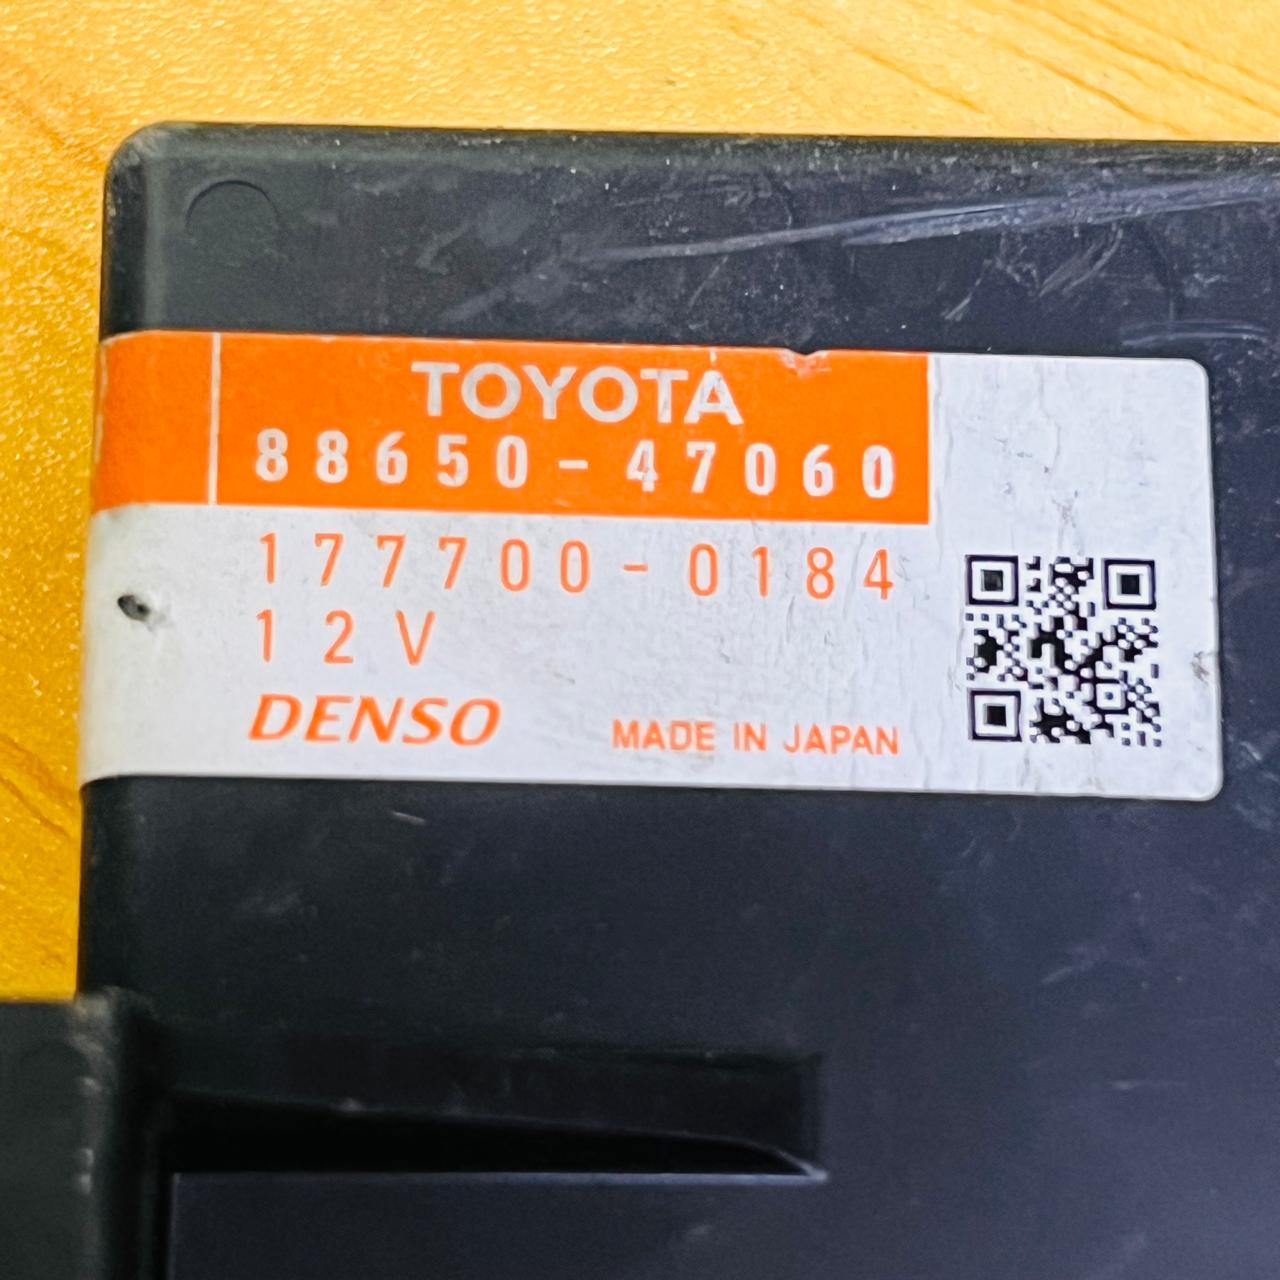 TOYOTA
88650-47060
177700-0184
12V
DENSO MADE IN JAPAN